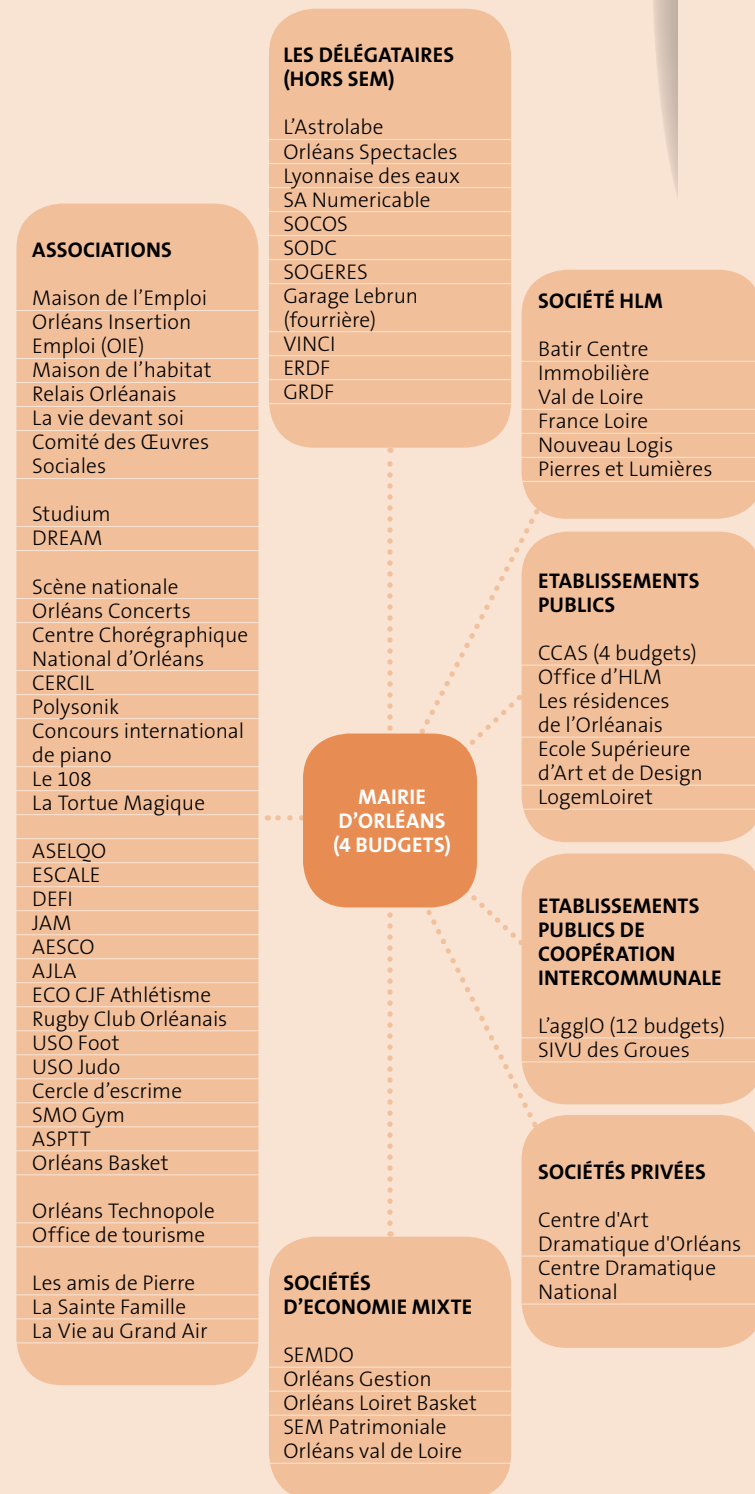 LES DÉLÉGATAIRES
(HORS SEM)
L’Astrolabe
Orléans Spectacles
Lyonnaise des eaux
SA Numericable
SOCOS
SODC
SOGERES
Garage Lebrun
(fourrière)
VINCI
ERDF
GRDF
ASSOCIATIONS
Maison de l’Emploi
Orléans Insertion
Emploi (OIE)
Maison de l’habitat
Relais Orléanais
La vie devant soi
Comité des Œuvres
Sociales
Studium
DREAM
Scène nationale
Orléans Concerts
Centre Chorégraphique
National d’Orléans
CERCIL
Polysonik
Concours international
de piano
Le 108
La Tortue Magique
ASELQO
ESCALE
DEFI
JAM
AESCO
AJLA
ECO CJF Athlétisme
Rugby Club Orléanais
USO Foot
USO Judo
Cercle d’escrime
SMO Gym
ASPTT
Orléans Basket
Orléans Technopole
Office de tourisme
Les amis de Pierre
La Sainte Famille
La Vie au Grand Air
MAIRIE
D’ORLÉANS
(4 BUDGETS)
SOCIÉTÉ HLM
Batir Centre
Immobilière
Val de Loire
France Loire
Nouveau Logis
Pierres et Lumières
ETABLISSEMENTS
PUBLICS
CCAS (4 budgets)
Office d’HLM
Les résidences
de l’Orléanais
Ecole Supérieure
d’Art et de Design
LogemLoiret
ETABLISSEMENTS
PUBLICS DE
COOPÉRATION
INTERCOMMUNALE
L’agglO (12 budgets)
SIVU des Groues
SOCIÉTÉS PRIVÉES
Centre d'Art
Dramatique d'Orléans
Centre Dramatique
National
SOCIÉTÉS
D’ECONOMIE MIXTE
SEMDO
Orléans Gestion
Orléans Loiret Basket
SEM Patrimoniale
Orléans val de Loire